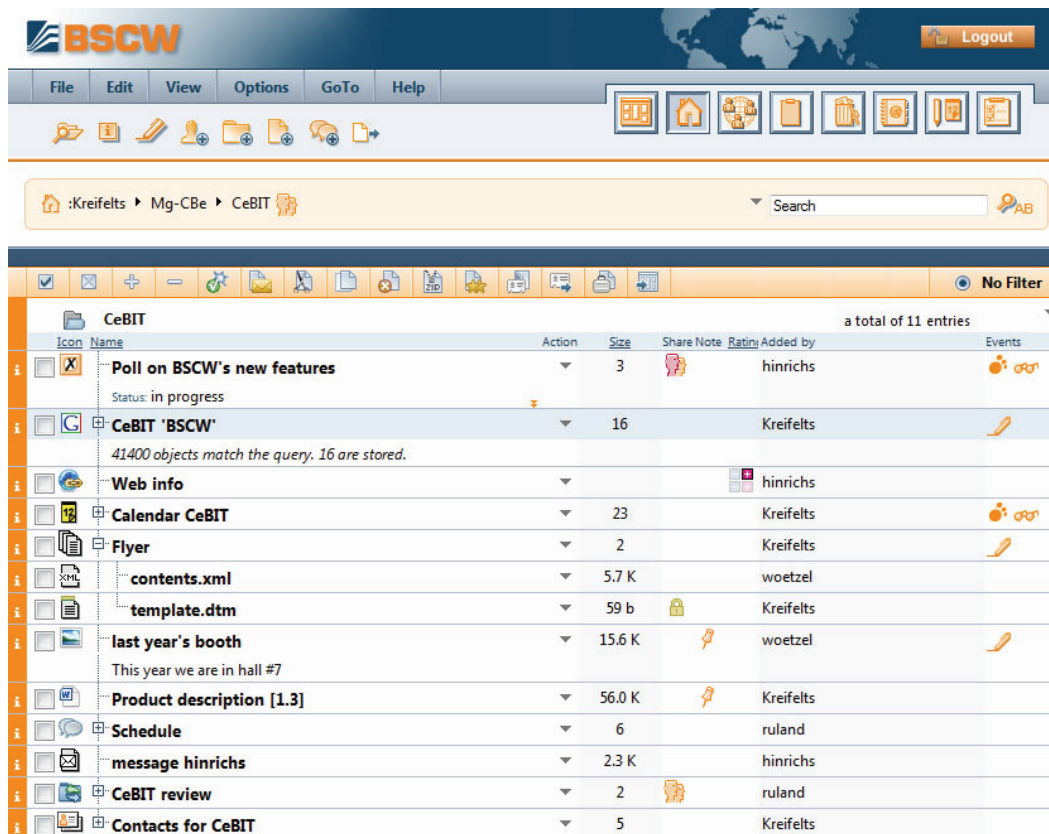 BSCW
Logout
File Edit View Options GoTo Help
:Kreifelts Mg-CBe CeBIT Search AB
ZIP No Filter
CeBIT a total of 11 entries
Icon Name Action Size Share Note Rating Added by Events
Poll on BSCW's new features 3 hinrichs
Status: in progress
G CeBIT 'BSCW' 16 Kreifelts
41400 objects match the query. 16 are stored.
Web info hinrichs
Calendar CeBIT 23 Kreifelts
Flyer 2 Kreifelts
XML contents.xml 5.7 K woetzel
template.dtm 59 b Kreifelts
last year's booth 15.6 K woetzel
This year we are in hall #7
Product description [1.3] 56.0 K Kreifelts
Schedule 6 ruland
message hinrichs 2.3 K hinrichs
CeBIT review 2 ruland
Contacts for CeBIT 5 Kreifelts